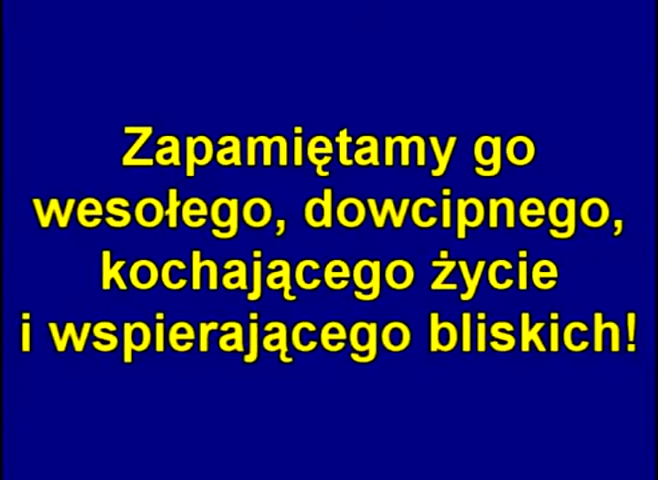 Zapamiętamy go
wesołego, dowcipnego,
kochającego życie
i wspierającego bliskich!